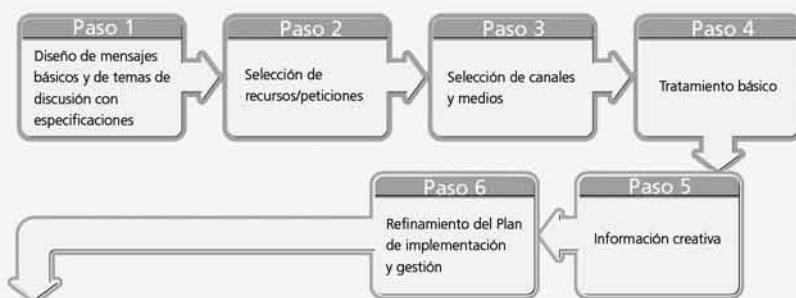 Paso 1
Diseño de mensajes
básicos y de temas de
discusión con
especificaciones
Paso 2
Selección de
recursos/peticiones
Paso 3
Selección de canales
y medios
Paso 4
Tratamiento básico
Paso 5
Información creativa
Paso 6
Refinamiento del Plan
de implementación
y gestión